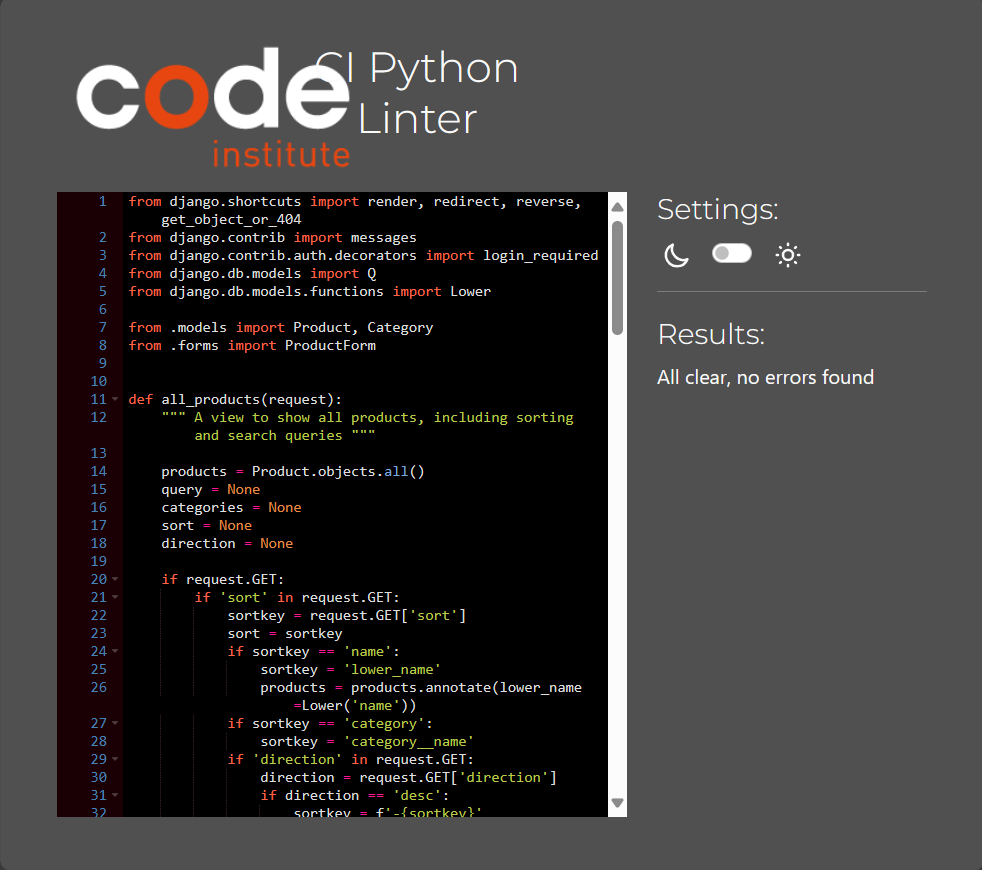 code
institute
CI Python
Linter
1 from django.shortcuts import render, redirect, reverse,
get_object_or_404
2 from django.contrib import messages
3 from django.contrib.auth.decorators import login_required
4 from django.db.models import Q
5 from django.db.models.functions import Lower
6
7 from .models import Product, Category
8 from .forms import ProductForm
9
10
11 def all_products(request):
12 """ A view to show all products, including sorting
and search queries """
13
14 products = Product.objects.all()
15 query = None
16 categories = None
17 sort = None
18 direction = None
19
20 if request.GET:
21 if 'sort' in request.GET:
22 sortkey = request.GET['sort']
23 sort = sortkey
24 if sortkey == 'name':
25 sortkey = 'lower_name'
26 products = products.annotate(lower_name
=Lower('name'))
27 if sortkey == 'category':
28 sortkey = 'category__name'
29 if 'direction' in request.GET:
30 direction = request.GET['direction']
31 if direction == 'desc':
32 sortkey = f'-{sortkey}'
Settings:
Results:
All clear, no errors found